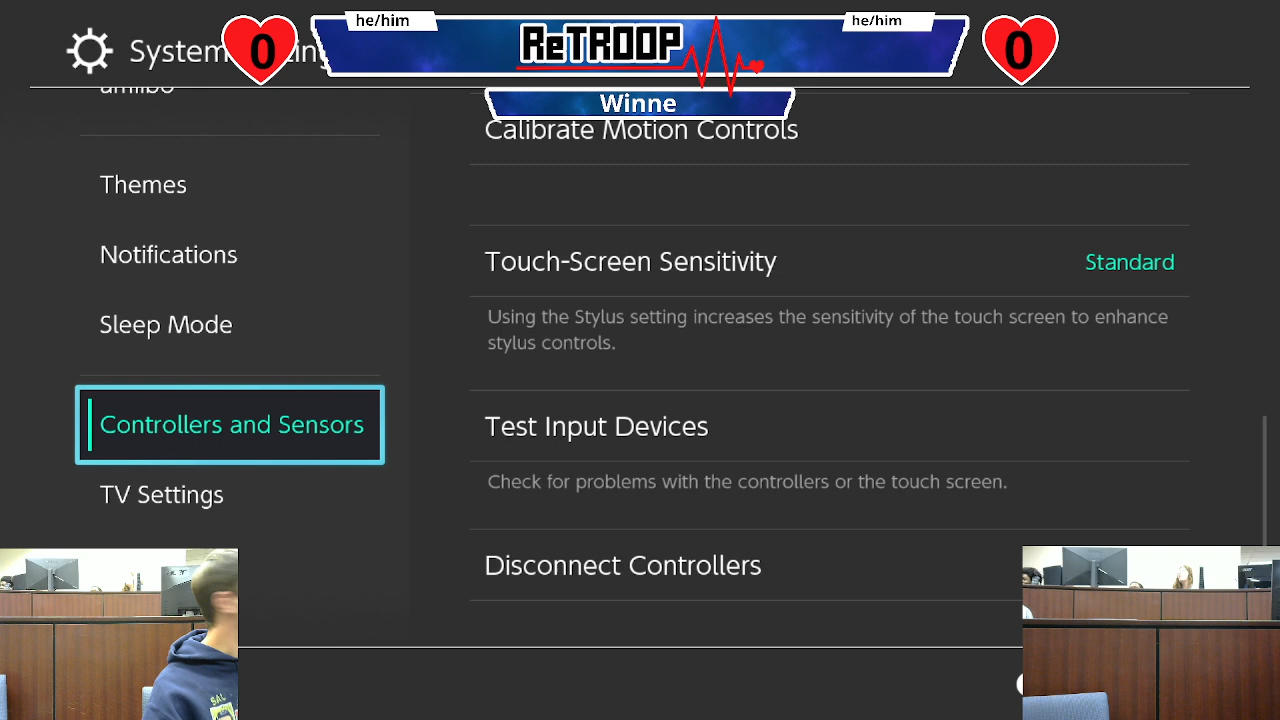 he/him
he/him
0
ReTROOP
0
System
Winne
amiibo
Calibrate Motion Controls
Themes
Notifications
Touch-Screen Sensitivity
Standard
Using the Stylus setting increases the sensitivity of the touch screen to enhance
stylus controls.
Sleep Mode
Controllers and Sensors
Test Input Devices
Check for problems with the controllers or the touch screen.
TV Settings
Disconnect Controllers